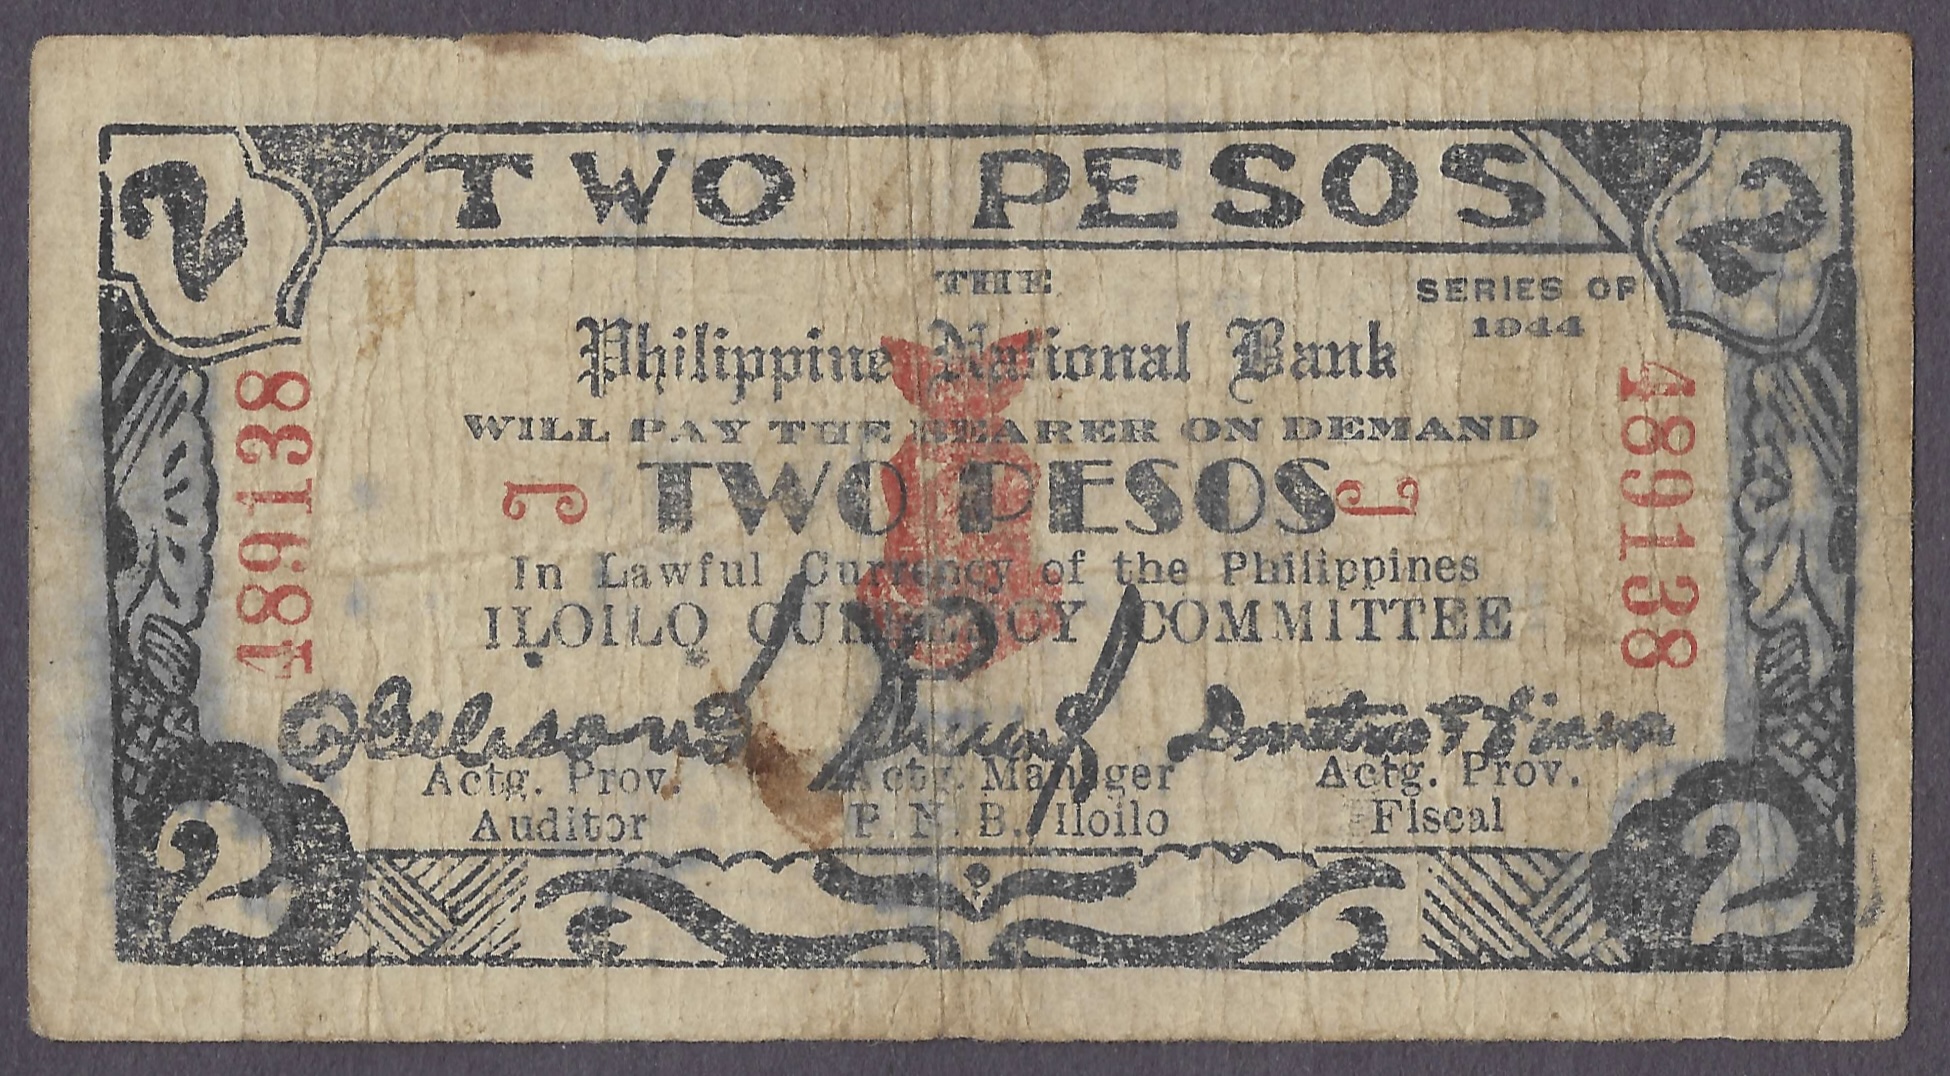 2 TWO PESOS 2
THE
SERIES OF
1944
Philippine National Bank
WILL PAY THE BEARER ON DEMAND
J TWO PESOS J
In Lawful Currency of the Philippines
ILOILO CURRENCY COMMITTEE
489138
489138
Actg. Prov.
Auditor
Actg. Manager
P. N. B. Iloilo
Actg. Prov.
Fiscal
2 2